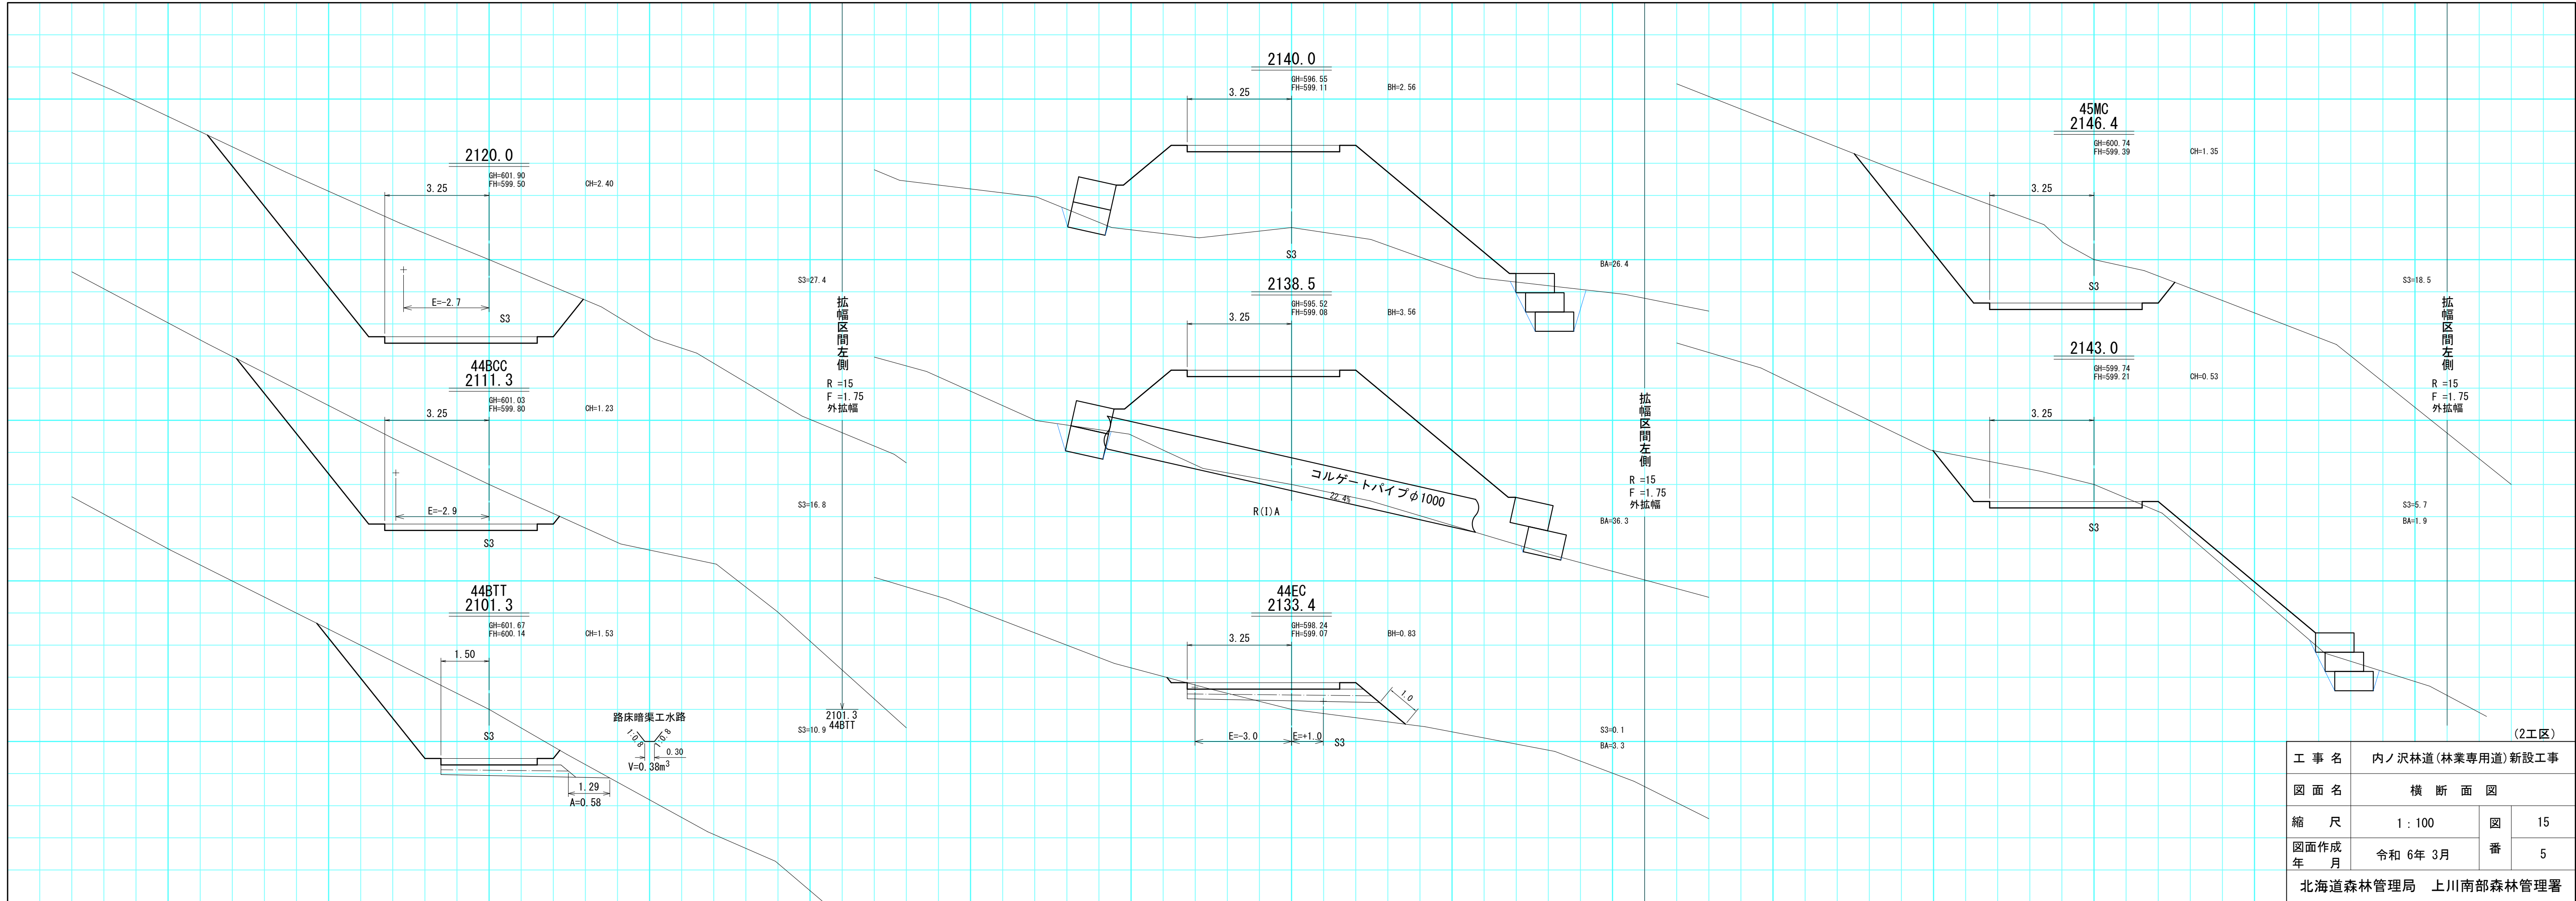 2120.0
GH=601.90
FH=599.50
CH=2.40
3.25
E=-2.7
S3
S3=27.4
44BCC
2111.3
GH=601.03
FH=599.80
CH=1.23
3.25
E=-2.9
S3
S3=16.8
44BTT
2101.3
GH=601.67
FH=600.14
CH=1.53
1.50
S3
1.29
A=0.58
路床暗渠工水路
1:0.8
1:0.8
0.30
V=0.38m³
S3=10.9
拡幅区間左側
R =15
F =1.75
外拡幅
2101.3
44BTT
2140.0
GH=596.55
FH=599.11
BH=2.56
3.25
S3
BA=26.4
2138.5
GH=595.52
FH=599.08
BH=3.56
3.25
コルゲートパイプφ1000
22.4%
R(I)A
BA=36.3
44EC
2133.4
GH=598.24
FH=599.07
BH=0.83
3.25
1.0
E=-3.0
E=+1.0
S3
S3=0.1
BA=3.3
拡幅区間左側
R =15
F =1.75
外拡幅
45MC
2146.4
GH=600.74
FH=599.39
CH=1.35
3.25
S3
S3=18.5
2143.0
GH=599.74
FH=599.21
CH=0.53
3.25
S3
S3=5.7
BA=1.9
拡幅区間左側
R =15
F =1.75
外拡幅
(2工区)
工事名 内ノ沢林道(林業専用道)新設工事
図面名 横断面図
縮尺 1:100 図番 15
図面作成年月 令和 6年 3月 5
北海道森林管理局 上川南部森林管理署